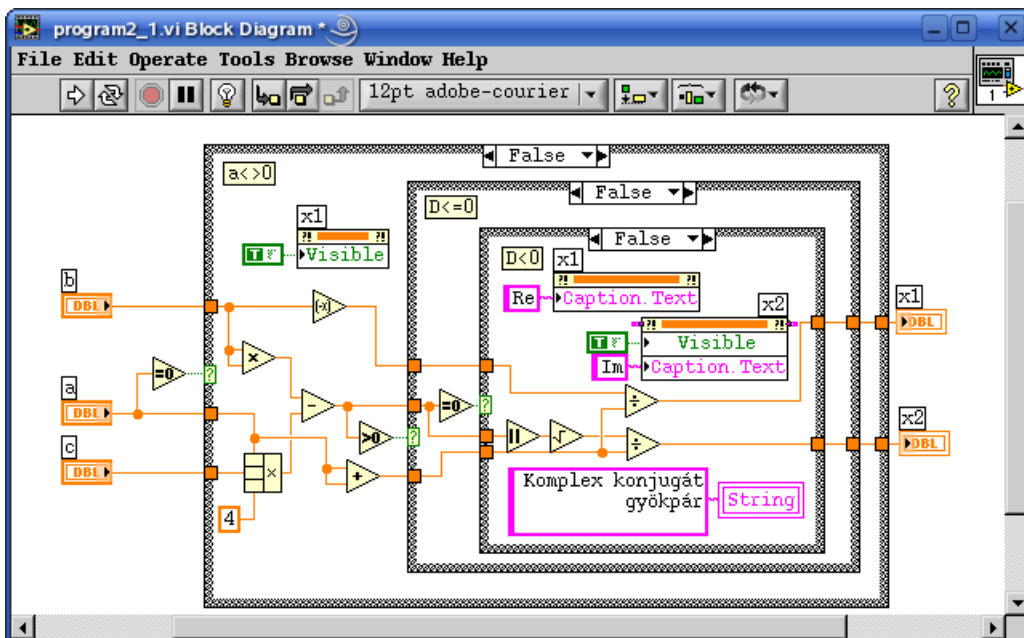 program2_1.vi Block Diagram *
File Edit Operate Tools Browse Window Help
12pt adobe-courier
1
False
a<>0
False
D<=0
x1
Visible
False
D<0
x1
Re
Caption.Text
x2
Visible
Im
Caption.Text
b
DBL
(-x)
x1
DBL
×
=0
?
a
DBL
−
=0
?
÷
x2
DBL
>0
?
||
√
÷
c
DBL
×
+
4
Komplex konjugát
gyökpár
String